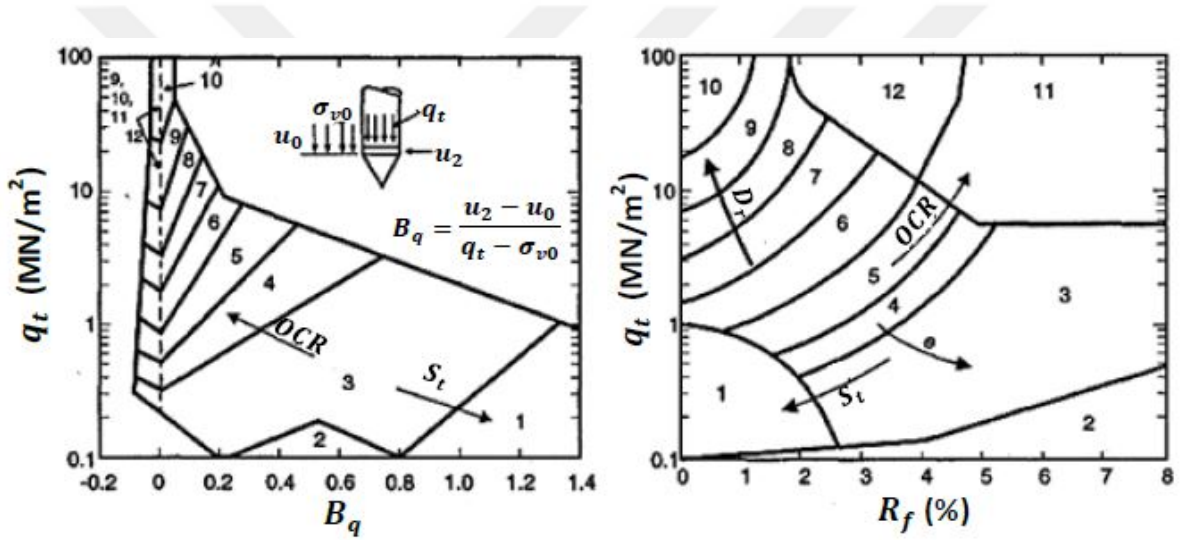 100
10
1
0.1
q_t (MN/m²)
-0.2 0 0.2 0.4 0.6 0.8 1.0 1.2 1.4
B_q
9,
10,
11
12
10
9
8
7
6
5
4
3
2
1
OCR
S_t
σ_v0
u_0
q_t
u_2
B_q = (u_2 − u_0) / (q_t − σ_v0)
100
10
1
0.1
q_t (MN/m²)
0 1 2 3 4 5 6 1 8
R_f (%)
10
9
8
7
6
5
4
12
11
3
1
2
D_r
OCR
e
S_t